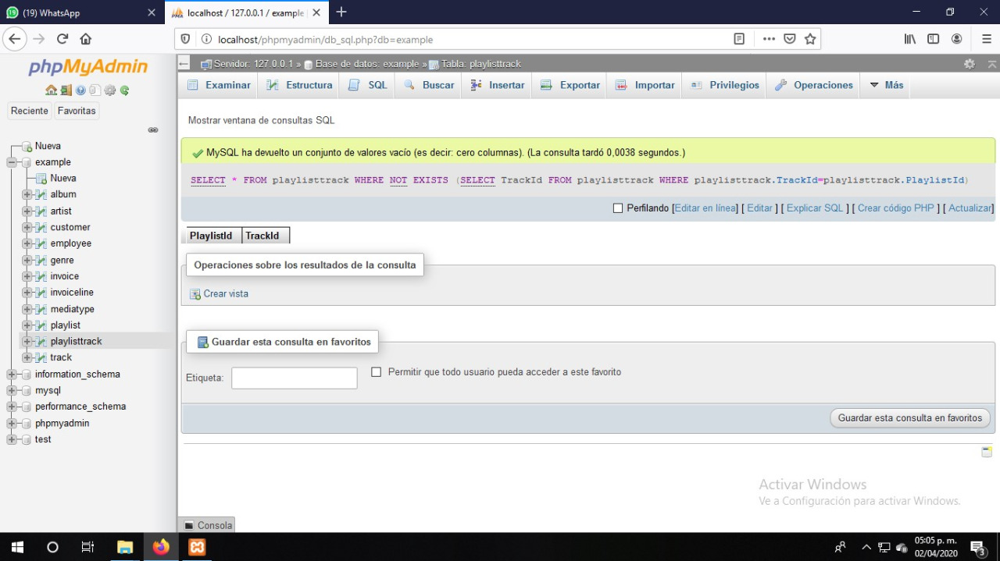 (19) WhatsApp
localhost / 127.0.0.1 / example
localhost/phpmyadmin/db_sql.php?db=example
phpMyAdmin
Reciente Favoritas
Nueva
example
Nueva
album
artist
customer
employee
genre
invoice
invoiceline
mediatype
playlist
playlisttrack
track
information_schema
mysql
performance_schema
phpmyadmin
test
Servidor: 127.0.0.1 » Base de datos: example » Tabla: playlisttrack
Examinar Estructura SQL Buscar Insertar Exportar Importar Privilegios Operaciones Más
Mostrar ventana de consultas SQL
MySQL ha devuelto un conjunto de valores vacío (es decir: cero columnas). (La consulta tardó 0,0038 segundos.)
SELECT * FROM playlisttrack WHERE NOT EXISTS (SELECT TrackId FROM playlisttrack WHERE playlisttrack.TrackId=playlisttrack.PlaylistId)
Perfilando [Editar en línea] [ Editar ] [ Explicar SQL ] [ Crear código PHP ] [ Actualizar]
PlaylistId TrackId
Operaciones sobre los resultados de la consulta
Crear vista
Guardar esta consulta en favoritos
Etiqueta: Permitir que todo usuario pueda acceder a este favorito
Guardar esta consulta en favoritos
Activar Windows
Ve a Configuración para activar Windows.
Consola
05:05 p. m.
02/04/2020
3